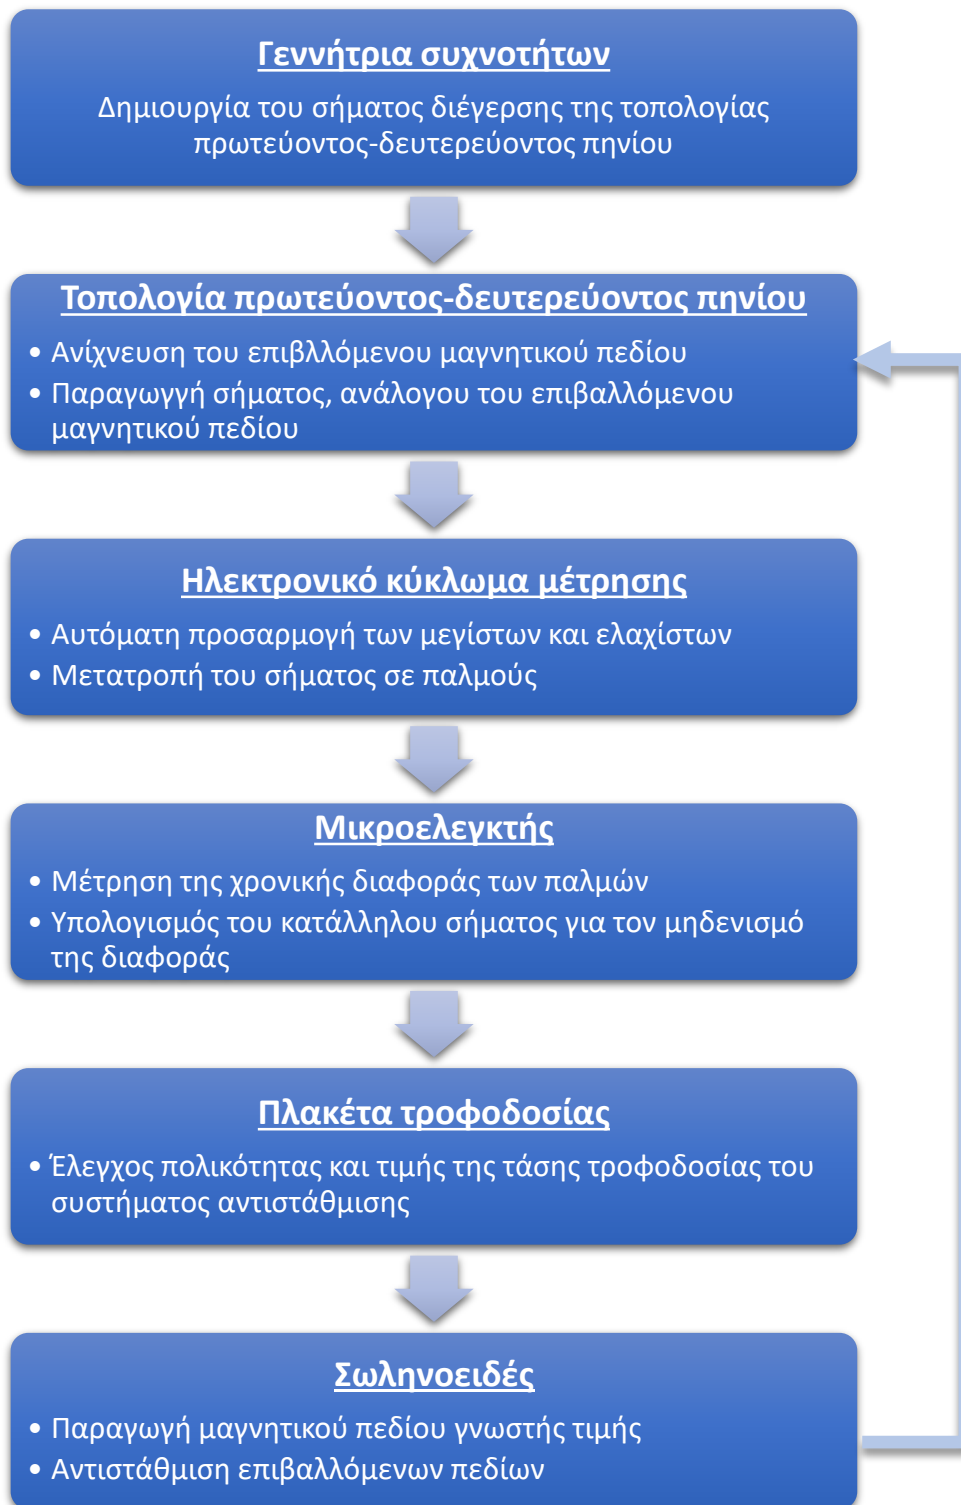 Γεννήτρια συχνοτήτων
Δημιουργία του σήματος διέγερσης της τοπολογίας
πρωτεύοντος-δευτερεύοντος πηνίου
Τοπολογία πρωτεύοντος-δευτερεύοντος πηνίου
• Ανίχνευση του επιβλλόμενου μαγνητικού πεδίου
• Παραγωγγή σήματος, ανάλογου του επιβαλλόμενου
μαγνητικού πεδίου
Ηλεκτρονικό κύκλωμα μέτρησης
• Αυτόματη προσαρμογή των μεγίστων και ελαχίστων
• Μετατροπή του σήματος σε παλμούς
Μικροελεγκτής
• Μέτρηση της χρονικής διαφοράς των παλμών
• Υπολογισμός του κατάλληλου σήματος για τον μηδενισμό
της διαφοράς
Πλακέτα τροφοδοσίας
• Έλεγχος πολικότητας και τιμής της τάσης τροφοδοσίας του
συστήματος αντιστάθμισης
Σωληνοειδές
• Παραγωγή μαγνητικού πεδίου γνωστής τιμής
• Αντιστάθμιση επιβαλλόμενων πεδίων